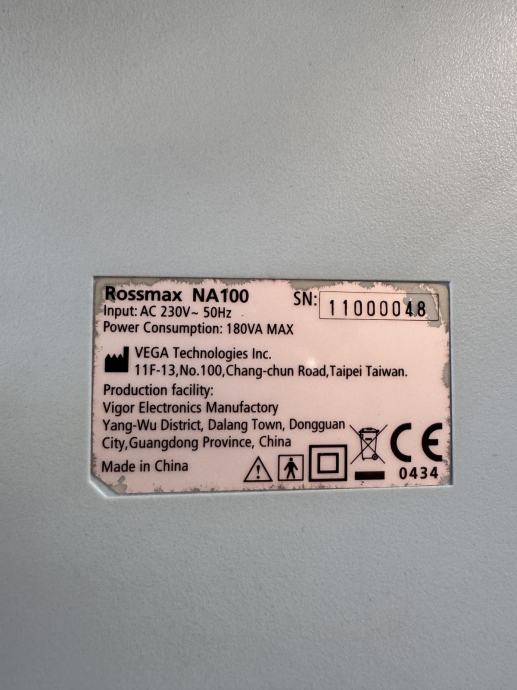 Rossmax NA100
SN: 11000048
Input: AC 230V~ 50Hz
Power Consumption: 180VA MAX
VEGA Technologies Inc.
11F-13,No.100,Chang-chun Road,Taipei Taiwan.
Production facility:
Vigor Electronics Manufactory
Yang-Wu District, Dalang Town, Dongguan
City,Guangdong Province, China
Made in China
CE
0434